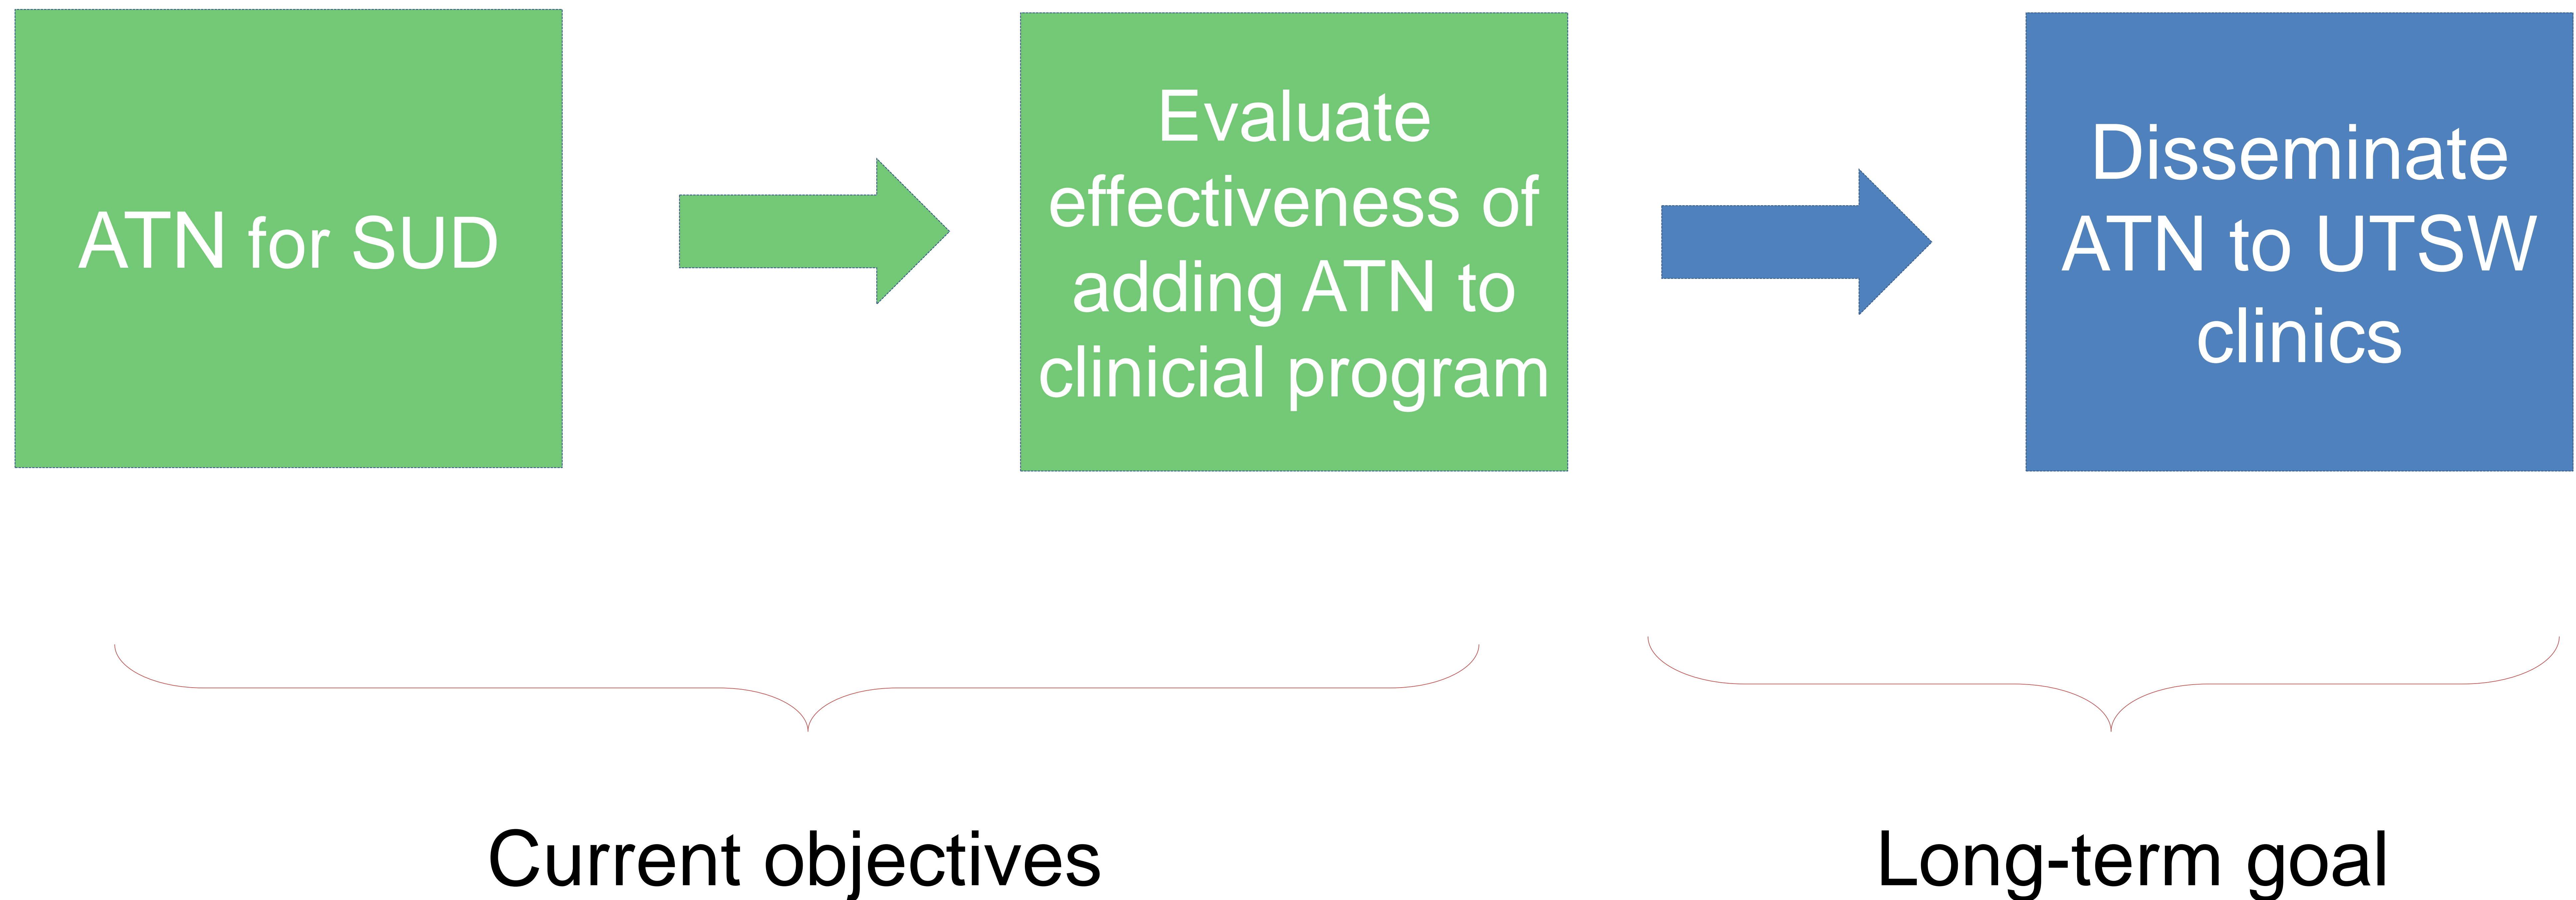 ATN for SUD
Evaluate
effectiveness of
adding ATN to
clinicial program
Disseminate
ATN to UTSW
clinics
Current objectives
Long-term goal